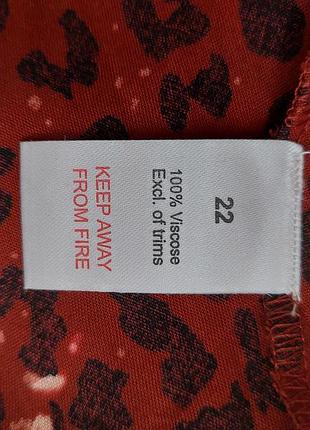 22
100% Viscose
Excl. of trims
KEEP AWAY
FROM FIRE